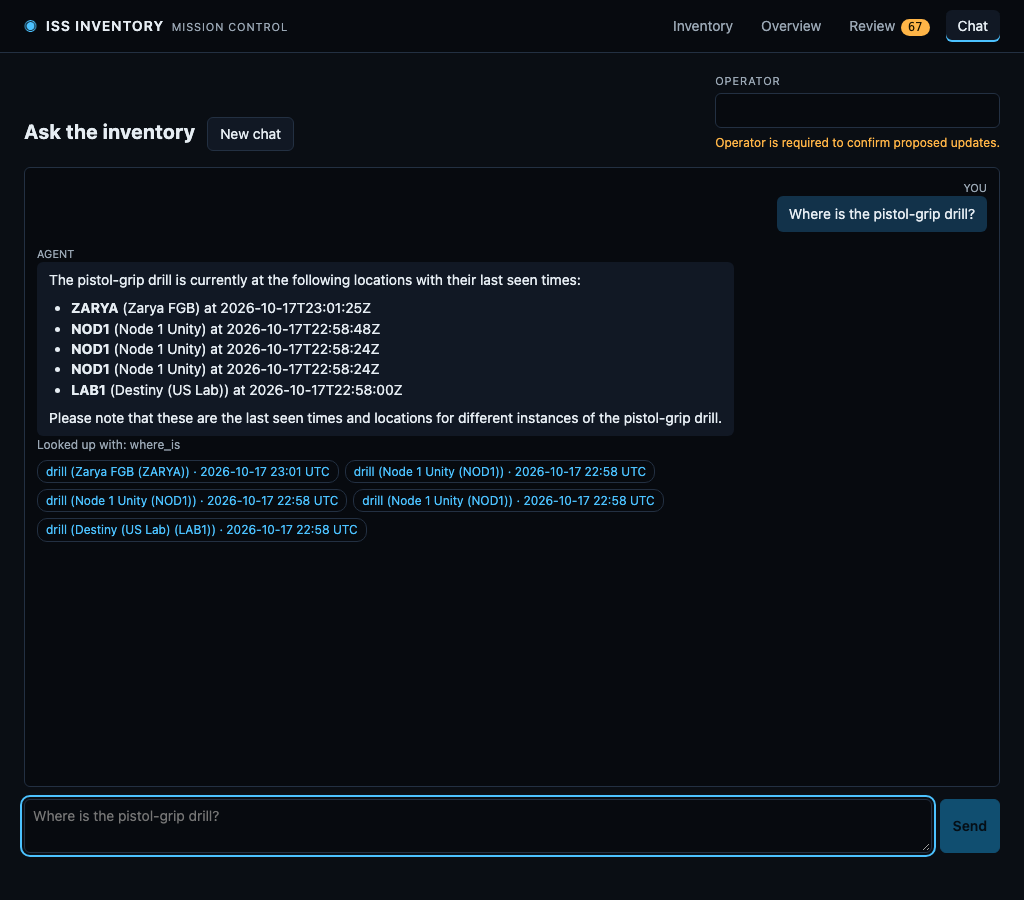 ISS INVENTORY MISSION CONTROL
Inventory
Overview
Review 67
Chat
OPERATOR
Ask the inventory
New chat
Operator is required to confirm proposed updates.
YOU
Where is the pistol-grip drill?
AGENT
The pistol-grip drill is currently at the following locations with their last seen times:
• ZARYA (Zarya FGB) at 2026-10-17T23:01:25Z
• NOD1 (Node 1 Unity) at 2026-10-17T22:58:48Z
• NOD1 (Node 1 Unity) at 2026-10-17T22:58:24Z
• NOD1 (Node 1 Unity) at 2026-10-17T22:58:24Z
• LAB1 (Destiny (US Lab)) at 2026-10-17T22:58:00Z
Please note that these are the last seen times and locations for different instances of the pistol-grip drill.
Looked up with: where_is
drill (Zarya FGB (ZARYA)) · 2026-10-17 23:01 UTC
drill (Node 1 Unity (NOD1)) · 2026-10-17 22:58 UTC
drill (Node 1 Unity (NOD1)) · 2026-10-17 22:58 UTC
drill (Node 1 Unity (NOD1)) · 2026-10-17 22:58 UTC
drill (Destiny (US Lab) (LAB1)) · 2026-10-17 22:58 UTC
Where is the pistol-grip drill?
Send